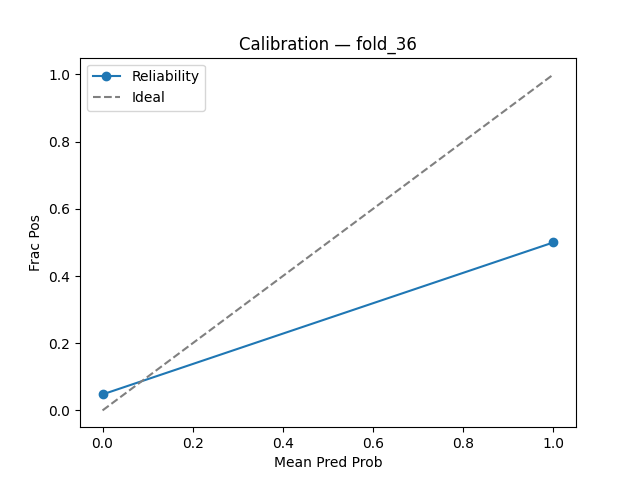 Calibration — fold_36
Reliability
Ideal
Frac Pos
1.0
0.8
0.6
0.4
0.2
0.0
0.0 0.2 0.4 0.6 0.8 1.0
Mean Pred Prob